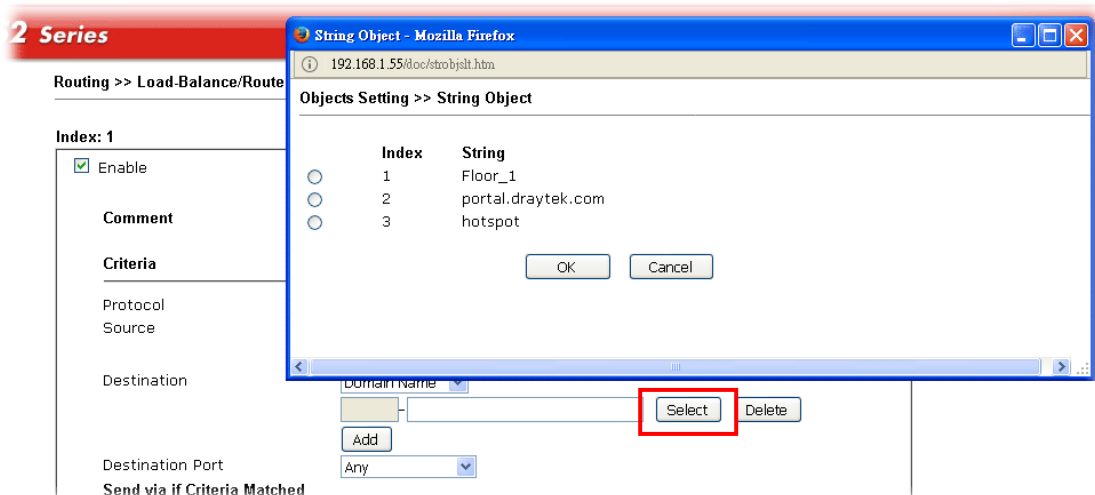 2 Series
String Object - Mozilla Firefox
192.168.1.55/doc/strobjslt.htm
Routing >> Load-Balance/Route
Objects Setting >> String Object
Index: 1
Enable
Index String
1 Floor_1
2 portal.draytek.com
3 hotspot
Comment
OK Cancel
Criteria
Protocol
Source
Destination Domain Name
- Select Delete
Add
Destination Port Any
Send via if Criteria Matched